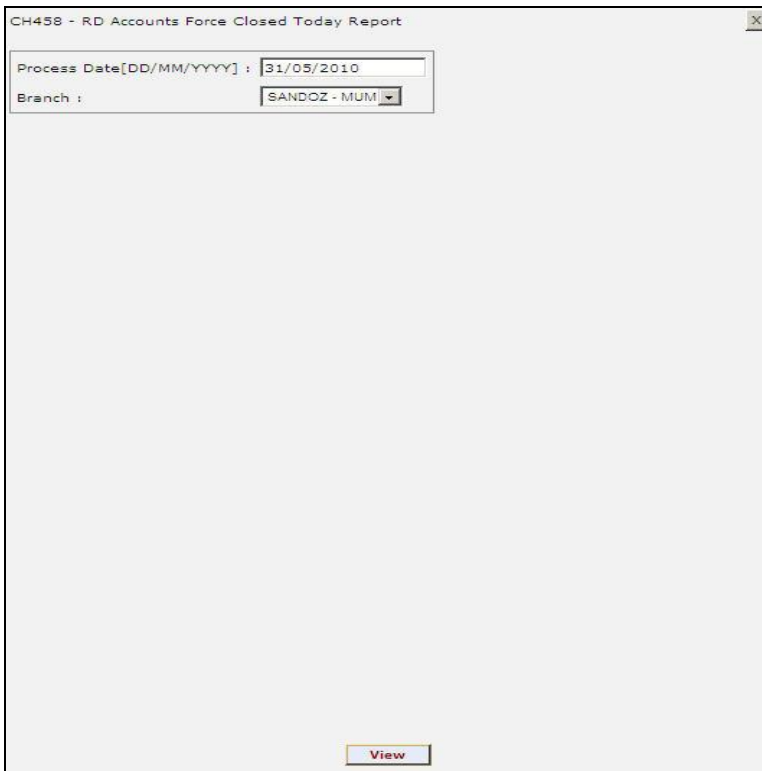 CH458 - RD Accounts Force Closed Today Report X
Process Date[DD/MM/YYYY] : 31/05/2010
Branch : SANDOZ - MUM
View